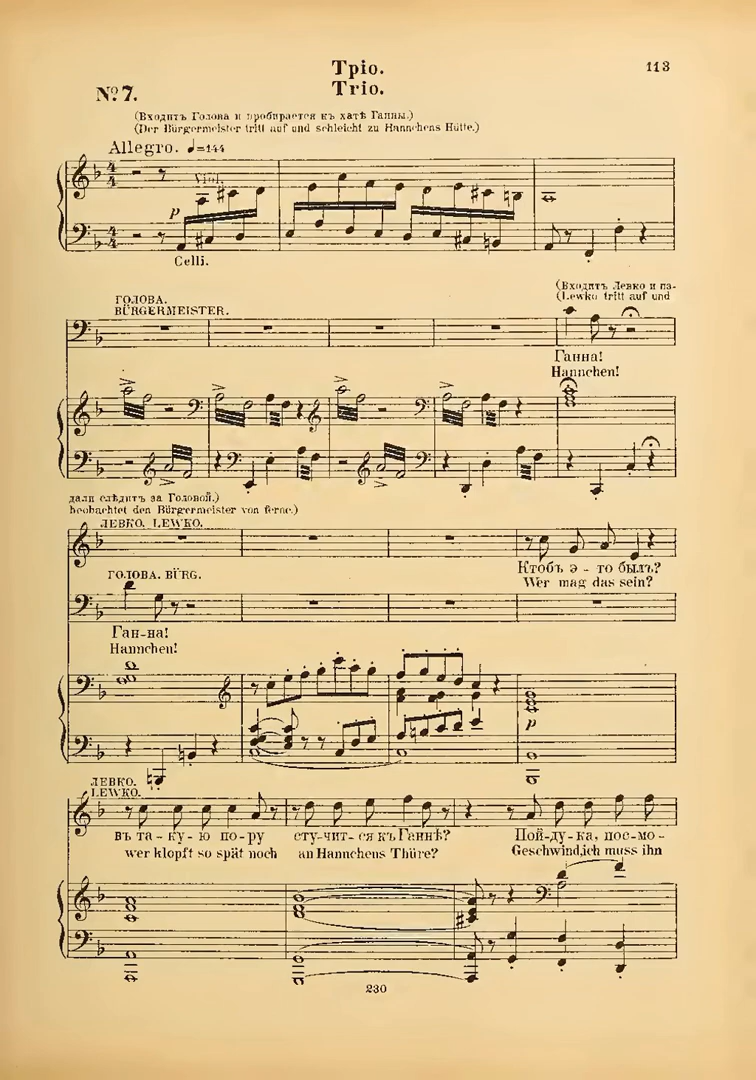 Тріо.
113
Trio.
№ 7.
(Входитъ Голова и пробирается къ хатѣ Ганны.)
(Der Bürgermeister tritt auf und schleicht zu Hannchens Hütte.)
Allegro. ♩=144
Viol.
p
Celli.
(Входитъ Левко и из-
(Lewko tritt auf und
ГОЛОВА.
BÜRGERMEISTER.
Ганна!
Hannchen!
дали слѣдитъ за Головой.)
beobachtet den Bürgermeister von ferne.)
ЛЕВКО. LEWKO.
Ктобъ э - то былъ?
Wer mag das sein?
ГОЛОВА. BÜRG.
Ган-на!
Hannchen!
p
ЛЕВКО.
LEWKO.
въ та - ку - ю по - ру сту-чит-ся къ Ганнѣ? Пой-ду-ка, пос-мо-
wer klopft so spät noch an Hannchens Thüre? Geschwind, ich muss ihn
230